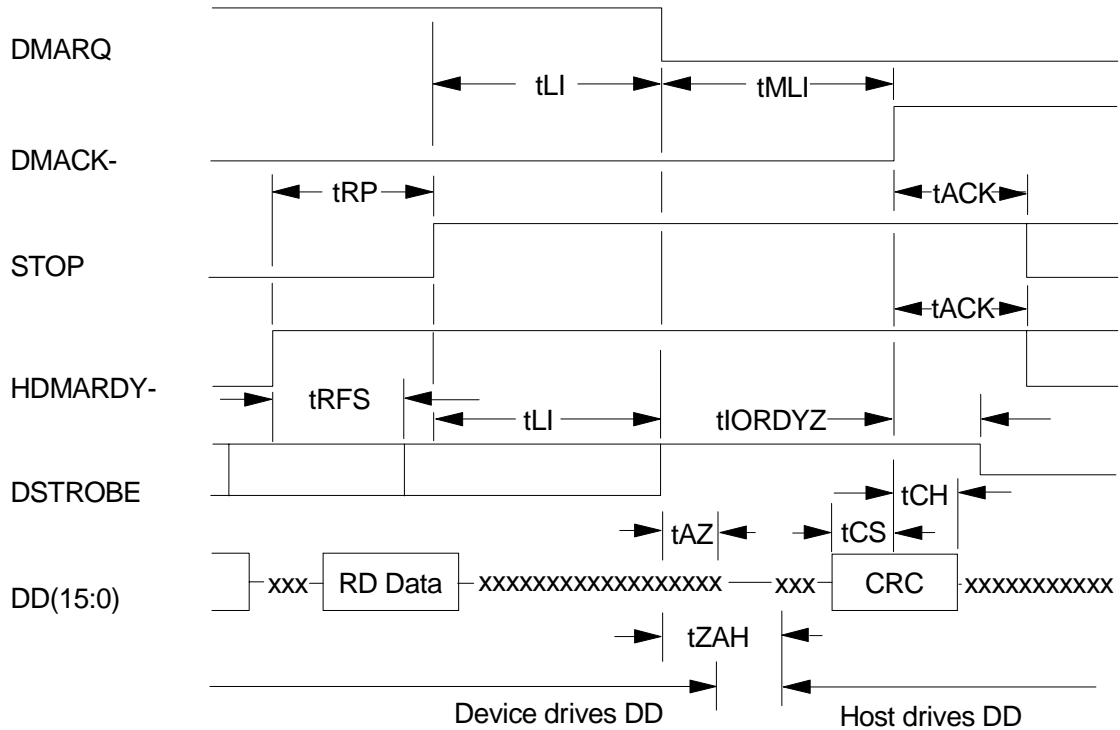 DMARQ
tLI
tMLI
DMACK-
tRP
tACK
STOP
tACK
HDMARDY-
tRFS
tLI
tIORDYZ
DSTROBE
tCH
tAZ
tCS
DD(15:0)
xxx
RD Data
xxxxxxxxxxxxxxxxxx
xxx
CRC
xxxxxxxxxxx
tZAH
Device drives DD
Host drives DD